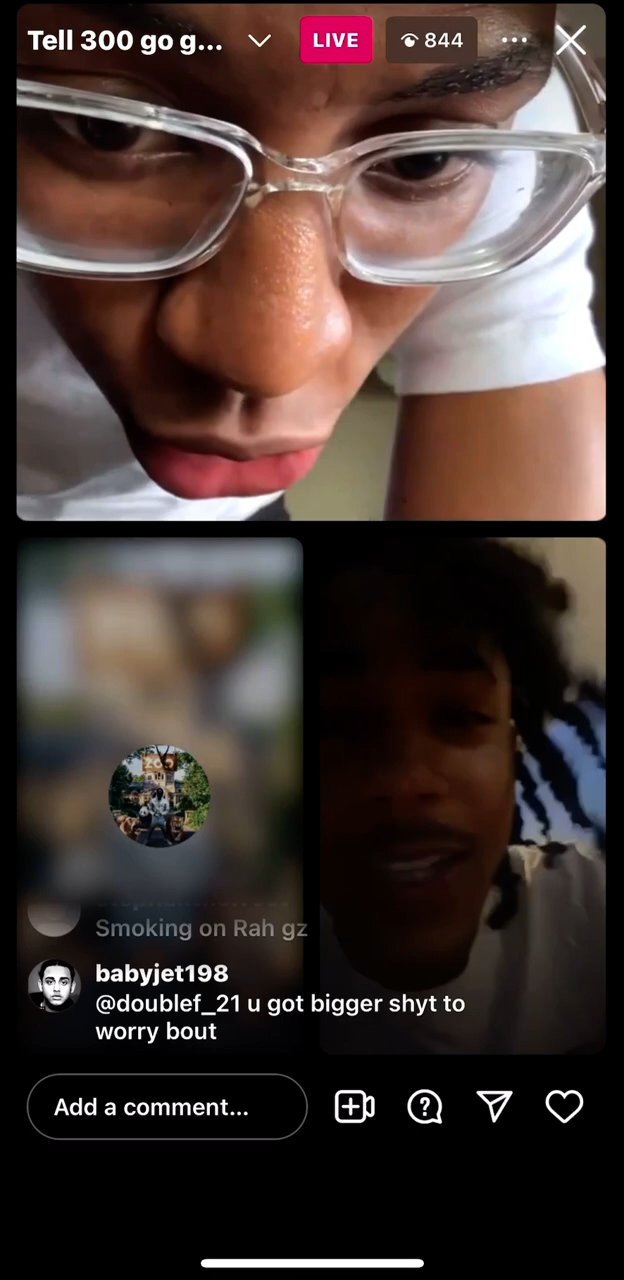 Tell 300 go g...
LIVE
844
Smoking on Rah gz
babyjet198
@doublef_21 u got bigger shyt to
worry bout
Add a comment...